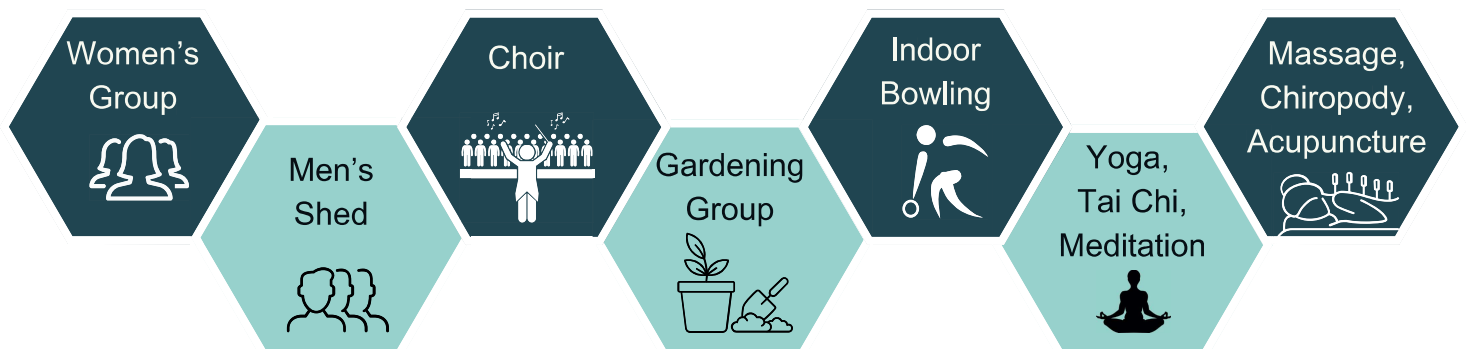 Women’s
Group
Men’s
Shed
Choir
Gardening
Group
Indoor
Bowling
Yoga,
Tai Chi,
Meditation
Massage,
Chiropody,
Acupuncture